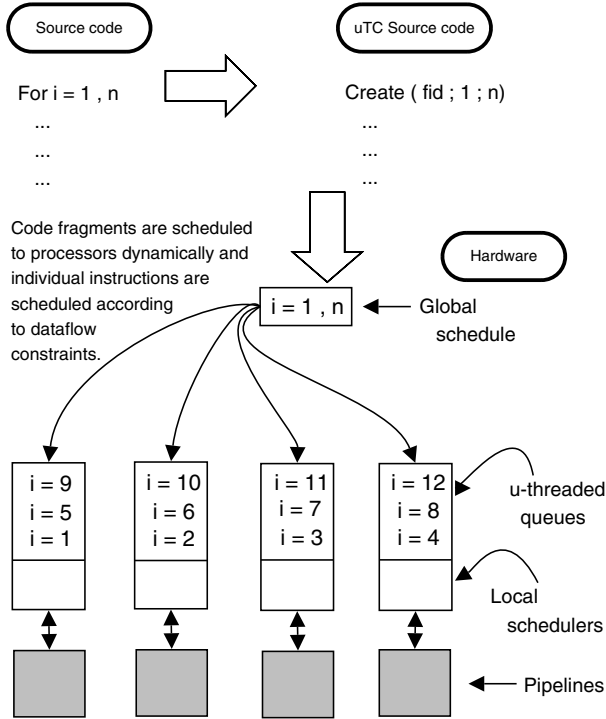 Source code
uTC Source code
For i = 1 , n
...
...
...
Create ( fid ; 1 ; n)
...
...
...
Code fragments are scheduled
to processors dynamically and
individual instructions are
scheduled according
to dataflow
constraints.
Hardware
i = 1 , n
Global
schedule
i = 9
i = 5
i = 1
i = 10
i = 6
i = 2
i = 11
i = 7
i = 3
i = 12
i = 8
i = 4
u-threaded
queues
Local
schedulers
Pipelines